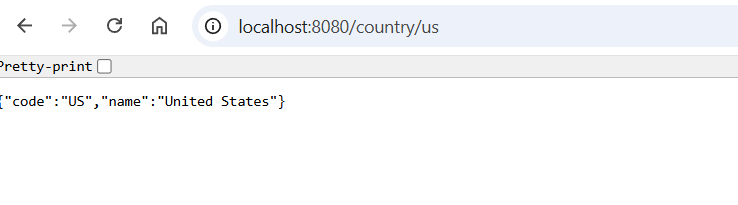 localhost:8080/country/us
Pretty-print
{"code":"US","name":"United States"}